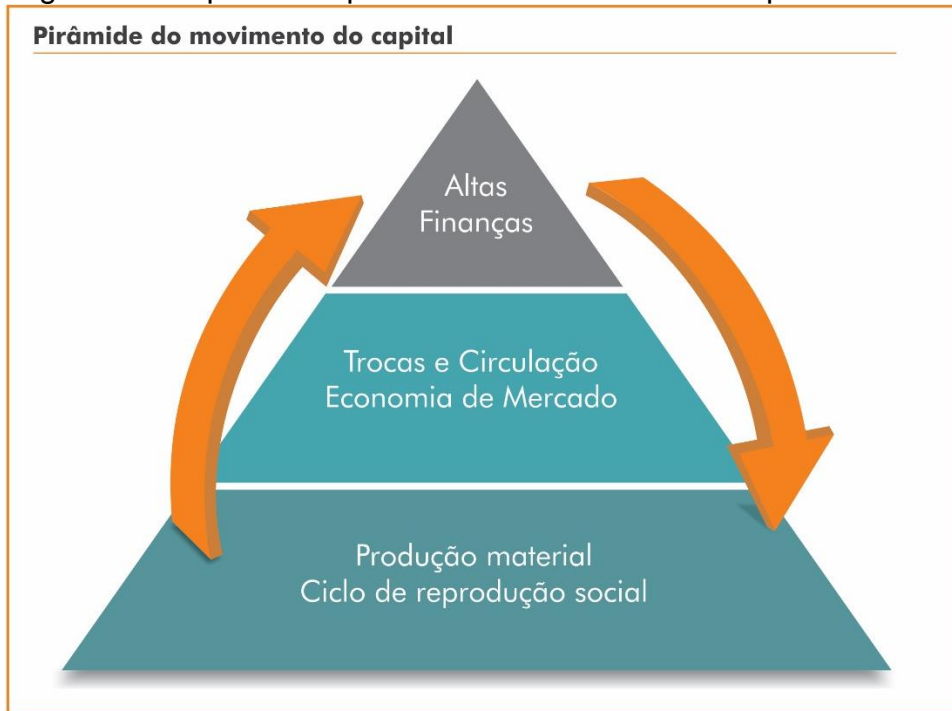 Pirâmide do movimento do capital
Altas
Finanças
Trocas e Circulação
Economia de Mercado
Produção material
Ciclo de reprodução social